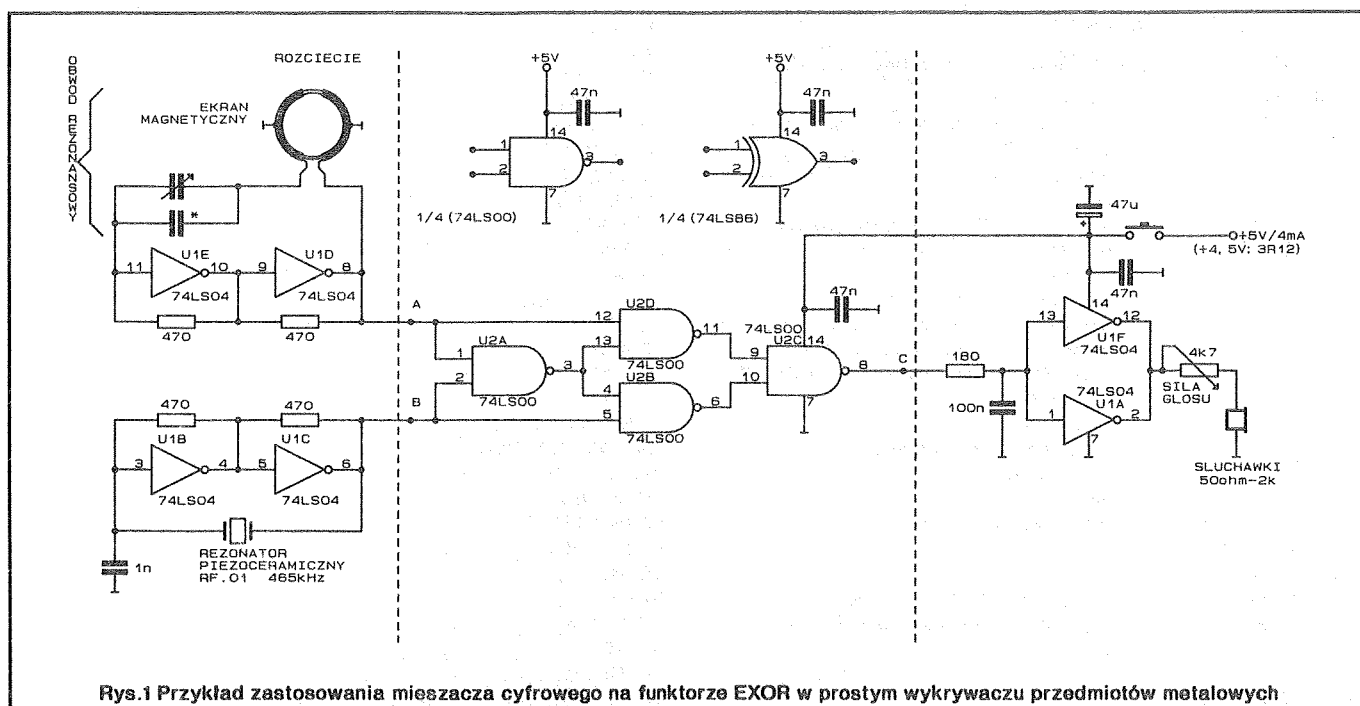 OBWOD REZONANSOWY
ROZCIECIE
EKRAN
MAGNETYCZNY
*
U1E
11
10
74LS04
470
U1D
9
8
74LS04
470
470
470
U1B
3
4
74LS04
U1C
5
6
74LS04
1n
REZONATOR
PIEZOCERAMICZNY
RF.01 465kHz
+5V
47n
14
1
2
3
7
1/4 (74LS00)
+5V
47n
14
1
2
3
7
1/4 (74LS86)
A
B
U2A
1
2
3
74LS00
U2D
12
13
11
74LS00
U2B
4
5
6
74LS00
47n
74LS00
U2C
14
9
10
8
7
C
180
100n
47u
+
+5V/4mA
(+4, 5V: 3R12)
47n
14
13
12
U1F
74LS04
74LS04
U1A
1
2
7
4k7
SILA
GLOSU
SLUCHAWKI
50ohm-2k
Rys.1 Przykład zastosowania mieszacza cyfrowego na funktorze EXOR w prostym wykrywaczu przedmiotów metalowych